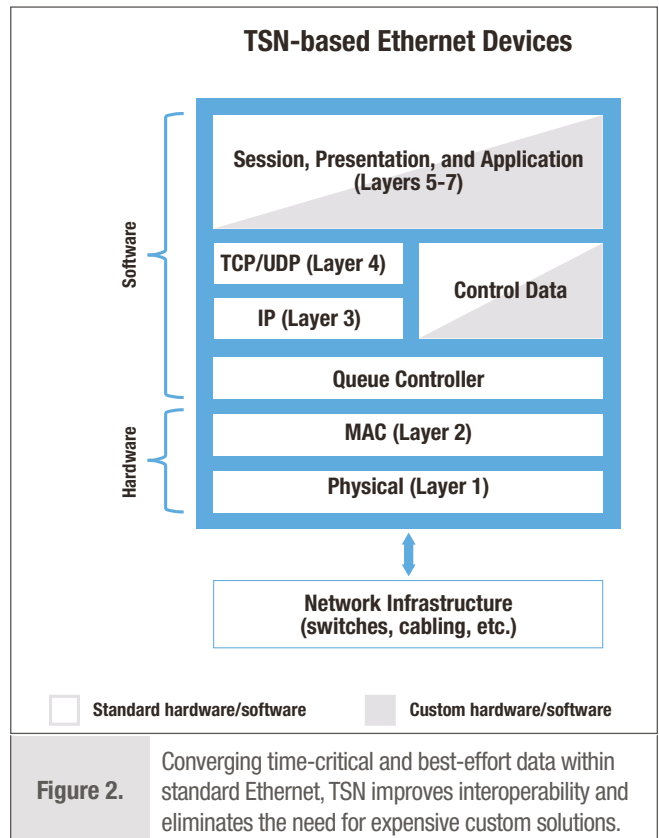 TSN-based Ethernet Devices
Software
Session, Presentation, and Application
(Layers 5-7)
TCP/UDP (Layer 4)
IP (Layer 3)
Control Data
Queue Controller
Hardware
MAC (Layer 2)
Physical (Layer 1)
Network Infrastructure
(switches, cabling, etc.)
Standard hardware/software
Custom hardware/software
Figure 2.
Converging time-critical and best-effort data within
standard Ethernet, TSN improves interoperability and
eliminates the need for expensive custom solutions.